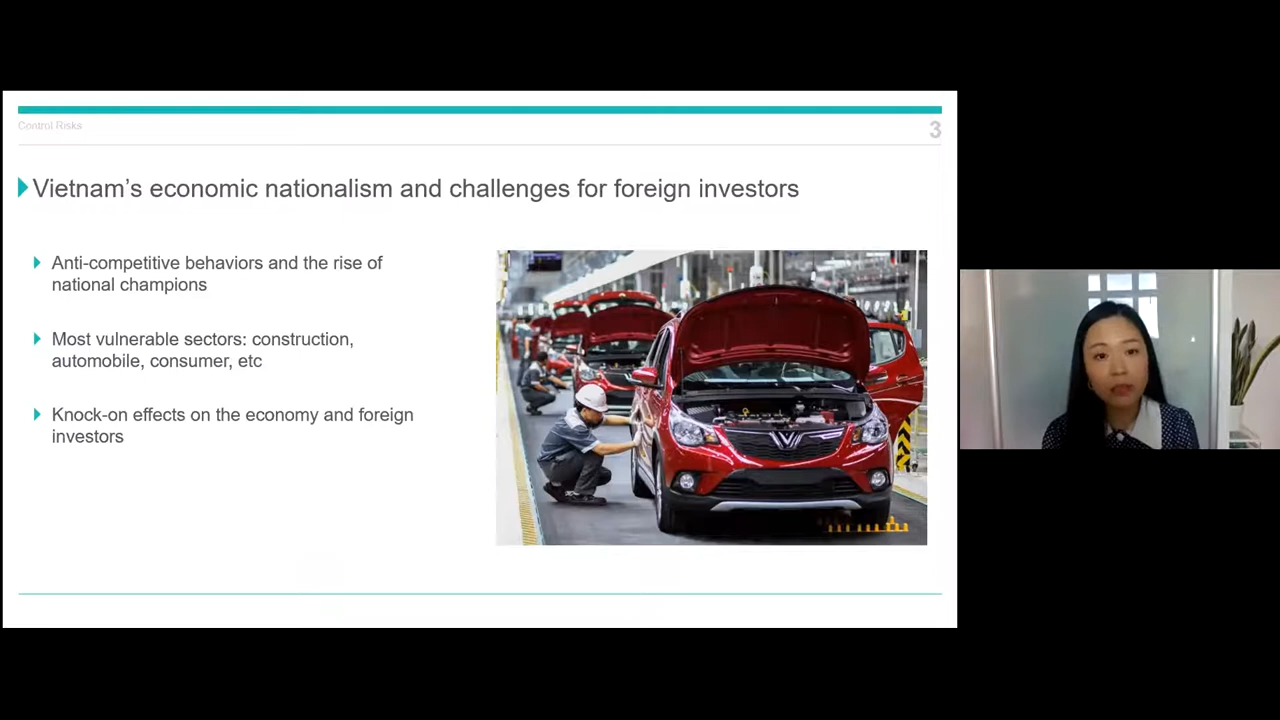 Control Risks
3
Vietnam's economic nationalism and challenges for foreign investors
Anti-competitive behaviors and the rise of
national champions
Most vulnerable sectors: construction,
automobile, consumer, etc
Knock-on effects on the economy and foreign
investors